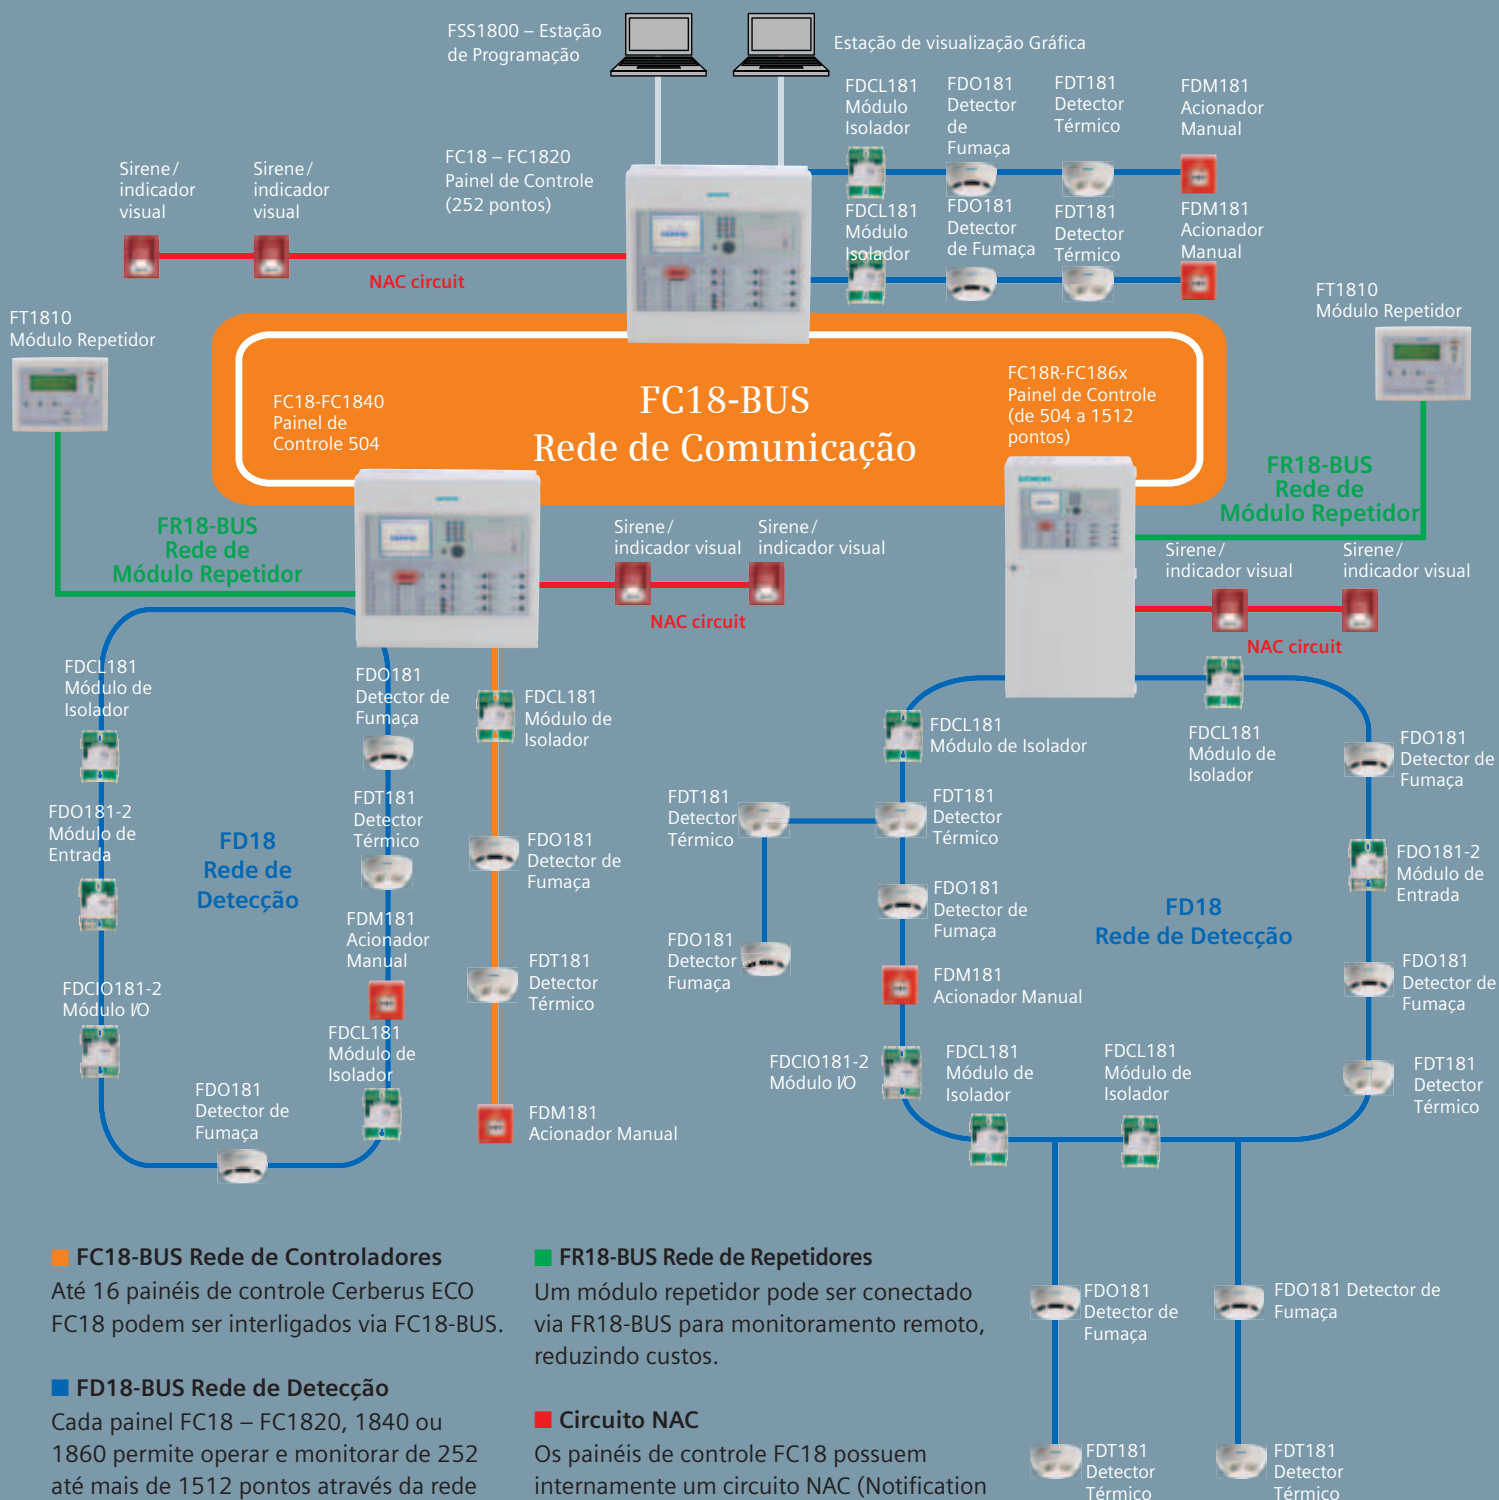 FSS1800 – Estação
de Programação
Estação de visualização Gráfica
FDCL181
Módulo
Isolador
FDO181
Detector
de
Fumaça
FDT181
Detector
Térmico
FDM181
Acionador
Manual
Sirene/
indicador
visual
Sirene/
indicador
visual
FC18 – FC1820
Painel de Controle
(252 pontos)
FDCL181
Módulo
Isolador
FDO181
Detector
de Fumaça
FDT181
Detector
Térmico
FDM181
Acionador
Manual
NAC circuit
FT1810
Módulo Repetidor
FT1810
Módulo Repetidor
FC18-FC1840
Painel de
Controle 504
FC18-BUS
Rede de Comunicação
FC18R-FC186x
Painel de Controle
(de 504 a 1512
pontos)
SIEMENS
FR18-BUS
Rede de
Módulo Repetidor
FR18-BUS
Rede de
Módulo Repetidor
Sirene/
indicador visual
Sirene/
indicador visual
NAC circuit
Sirene/
indicador visual
Sirene/
indicador visual
NAC circuit
FDCL181
Módulo de
Isolador
FDO181
Detector de
Fumaça
FDCL181
Módulo de
Isolador
FDCL181
Módulo de Isolador
FDCL181
Módulo de
Isolador
FDO181
Detector de
Fumaça
FDO181-2
Módulo de
Entrada
FD18
Rede de
Detecção
FDT181
Detector
Térmico
FDO181
Detector de
Fumaça
FDT181
Detector
Térmico
FDT181
Detector
Térmico
FDO181-2
Módulo de
Entrada
FDM181
Acionador
Manual
FDT181
Detector
Térmico
FDO181
Detector
Fumaça
FDO181
Detector de
Fumaça
FD18
Rede de Detecção
FDO181
Detector de
Fumaça
FDCIO181-2
Módulo I/O
FDM181
Acionador Manual
FDCL181
Módulo de
Isolador
FDCIO181-2
Módulo I/O
FDCL181
Módulo de
Isolador
FDCL181
Módulo de
Isolador
FDT181
Detector
Térmico
FDO181
Detector de
Fumaça
FDM181
Acionador Manual
FC18-BUS Rede de Controladores
Até 16 painéis de controle Cerberus ECO
FC18 podem ser interligados via FC18-BUS.
FD18-BUS Rede de Detecção
Cada painel FC18 – FC1820, 1840 ou
1860 permite operar e monitorar de 252
até mais de 1512 pontos através da rede
FR18-BUS Rede de Repetidores
Um módulo repetidor pode ser conectado
via FR18-BUS para monitoramento remoto,
reduzindo custos.
Circuito NAC
Os painéis de controle FC18 possuem
internamente um circuito NAC (Notification
FDO181
Detector de
Fumaça
FDO181 Detector de
Fumaça
FDT181
Detector
Térmico
FDT181
Detector
Térmico